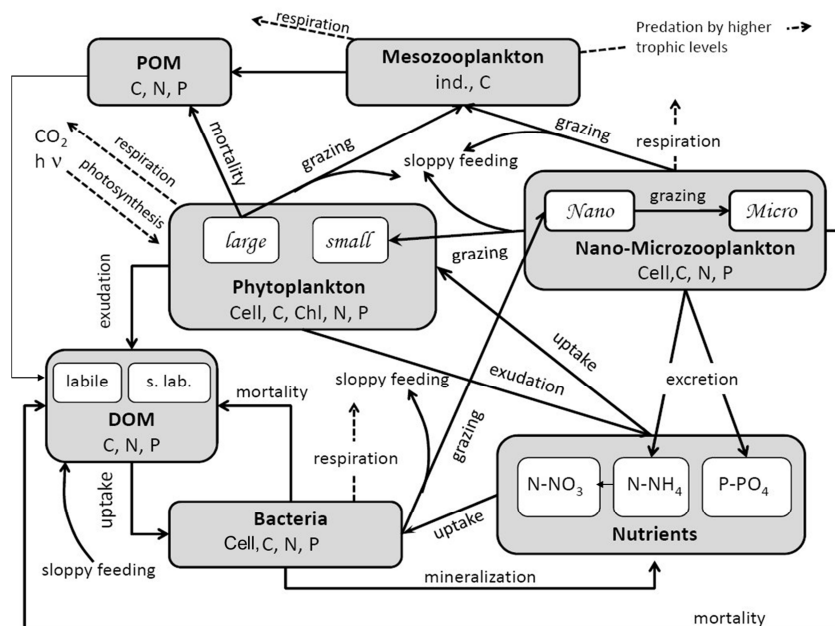 respiration
Predation by higher
trophic levels
POM
C, N, P
Mesozooplankton
ind., C
CO2
h ν
respiration
photosynthesis
mortality
grazing
sloppy feeding
grazing
respiration
large
small
Phytoplankton
Cell, C, Chl, N, P
grazing
Nano
grazing
Micro
Nano-Microzooplankton
Cell,C, N, P
exudation
labile
s. lab.
DOM
C, N, P
mortality
sloppy feeding
exudation
uptake
excretion
respiration
grazing
N-NO3
N-NH4
P-PO4
Nutrients
uptake
Bacteria
Cell,C, N, P
uptake
sloppy feeding
mineralization
mortality